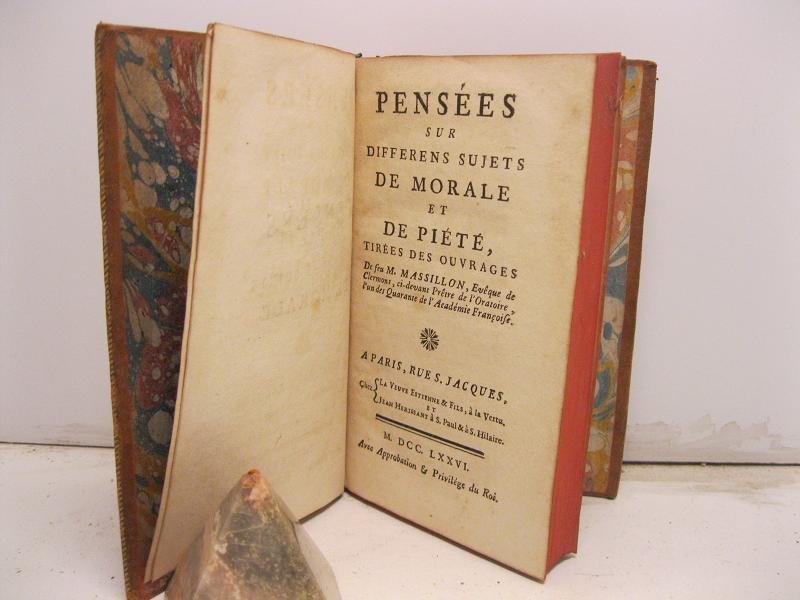 PENSÉES
SUR
DIFFERENS SUJETS
DE MORALE
ET
DE PIÉTÉ,
TIRÉES DES OUVRAGES
De feu M. MASSILLON, Evêque de
Clermont, ci-devant Prêtre de l'Oratoire,
l'un des Quarante de l'Académie Françoise.
A PARIS, RUE S. JACQUES,
Chez { LA VEUVE ESTIENNE & FILS, à la Vertu.
ET
JEAN HERISSANT à S. Paul & à S. Hilaire.
M. DCC. LXXVI.
Avec Approbation & Privilége du Roi.